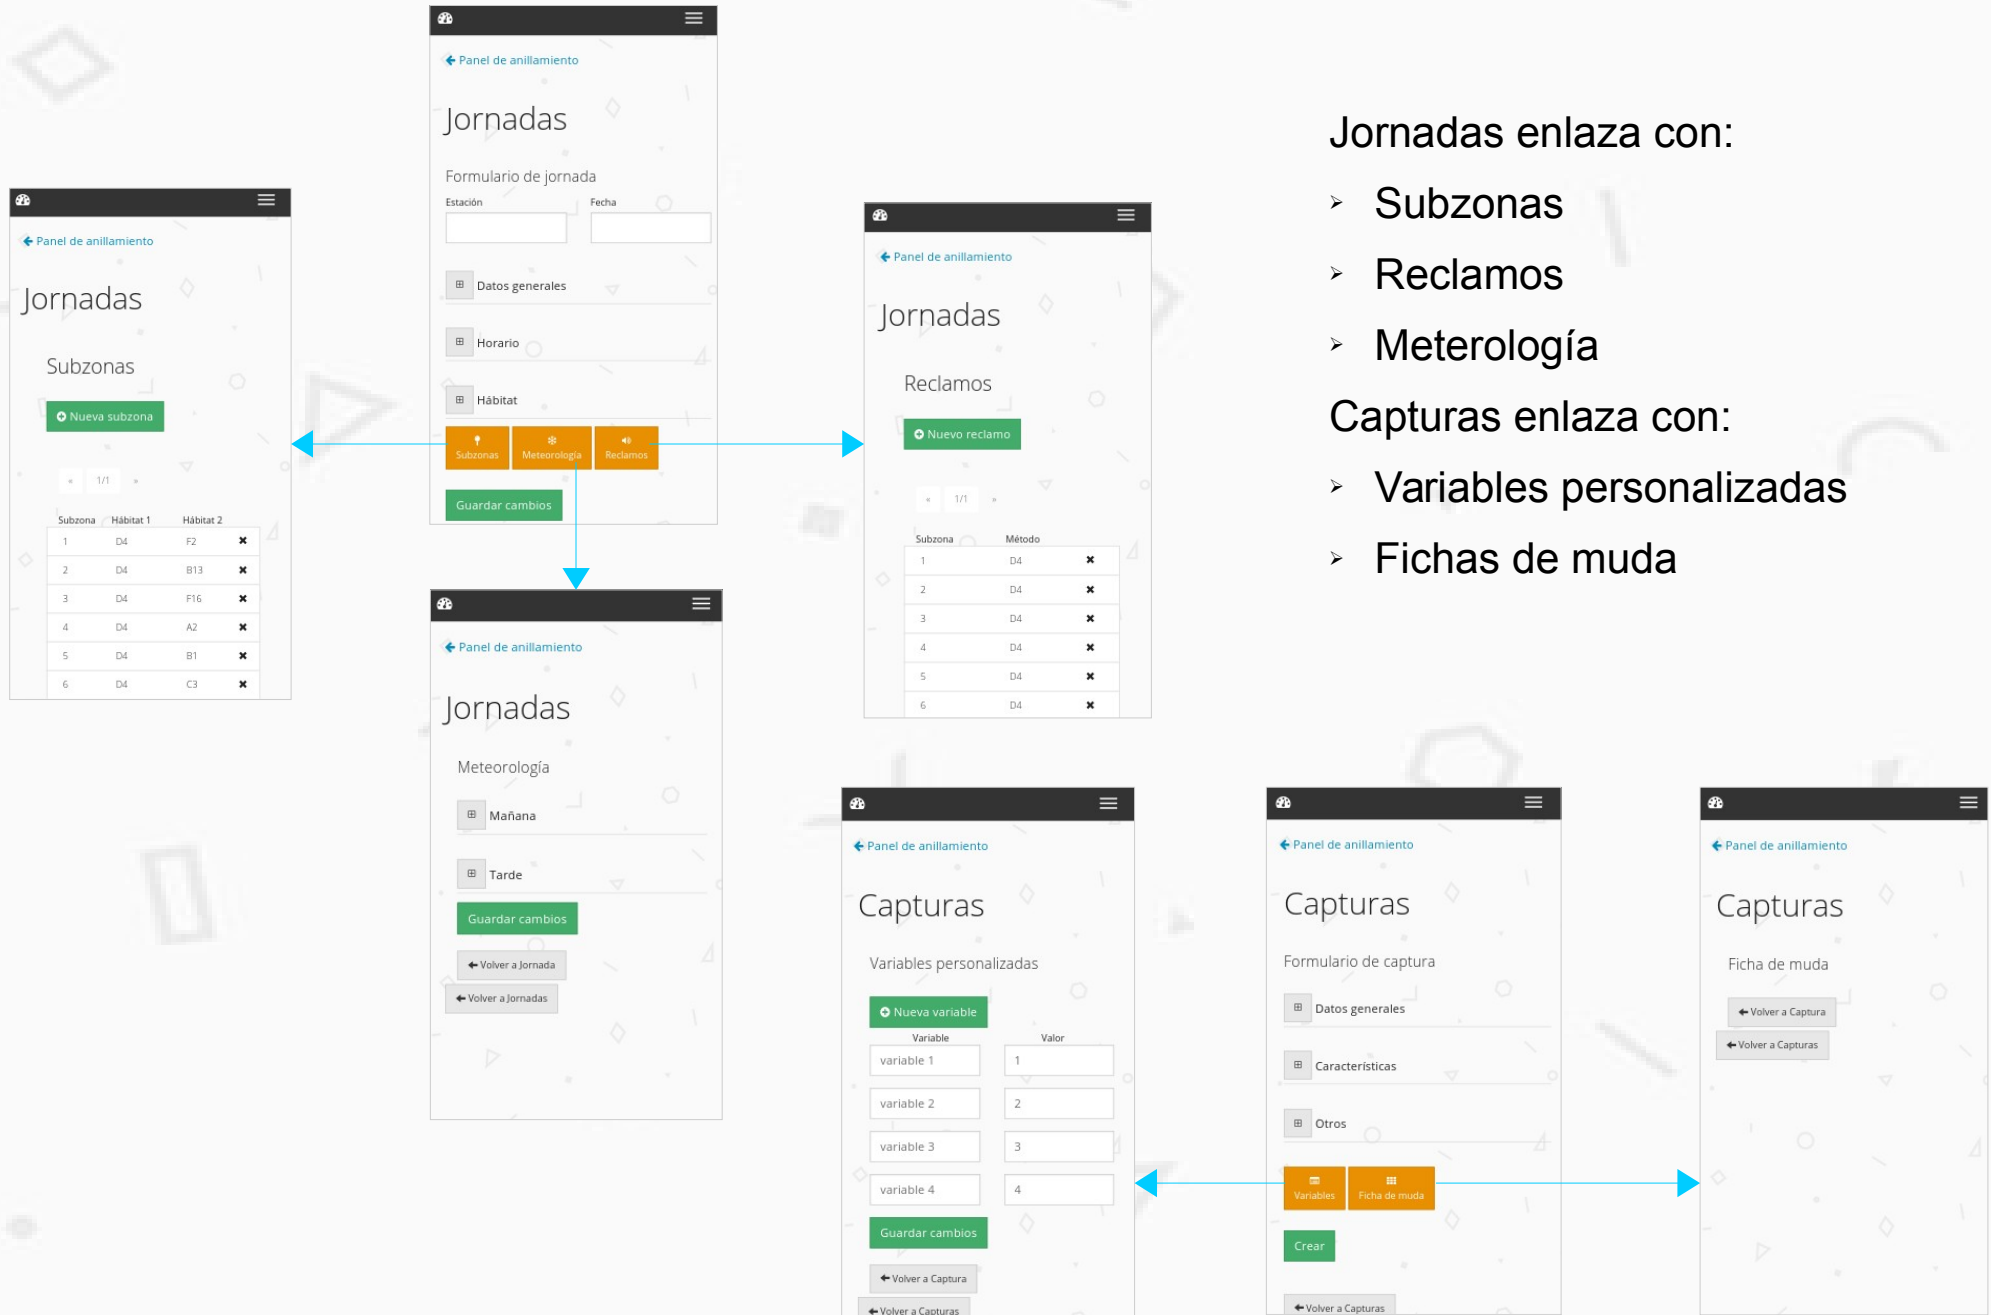 Panel de anillamiento
Jornadas
Formulario de jornada
Estación Fecha
Datos generales
Horario
Hábitat
Subzonas Meteorología Reclamos
Guardar cambios
Panel de anillamiento
Jornadas
Subzonas
Nueva subzona
« 1/1 »
Subzona Hábitat 1 Hábitat 2
1 D4 F2
2 D4 B13
3 D4 F16
4 D4 A2
5 D4 B1
6 D4 C3
Panel de anillamiento
Jornadas
Reclamos
Nuevo reclamo
« 1/1 »
Subzona Método
1 D4
2 D4
3 D4
4 D4
5 D4
6 D4
Jornadas enlaza con:
Subzonas
Reclamos
Meterología
Capturas enlaza con:
Variables personalizadas
Fichas de muda
Panel de anillamiento
Jornadas
Meteorología
Mañana
Tarde
Guardar cambios
Volver a Jornada
Volver a Jornadas
Panel de anillamiento
Capturas
Variables personalizadas
Nueva variable
Variable Valor
variable 1 1
variable 2 2
variable 3 3
variable 4 4
Guardar cambios
Volver a Captura
Volver a Capturas
Panel de anillamiento
Capturas
Formulario de captura
Datos generales
Características
Otros
Variables Ficha de muda
Crear
Volver a Capturas
Panel de anillamiento
Capturas
Ficha de muda
Volver a Captura
Volver a Capturas